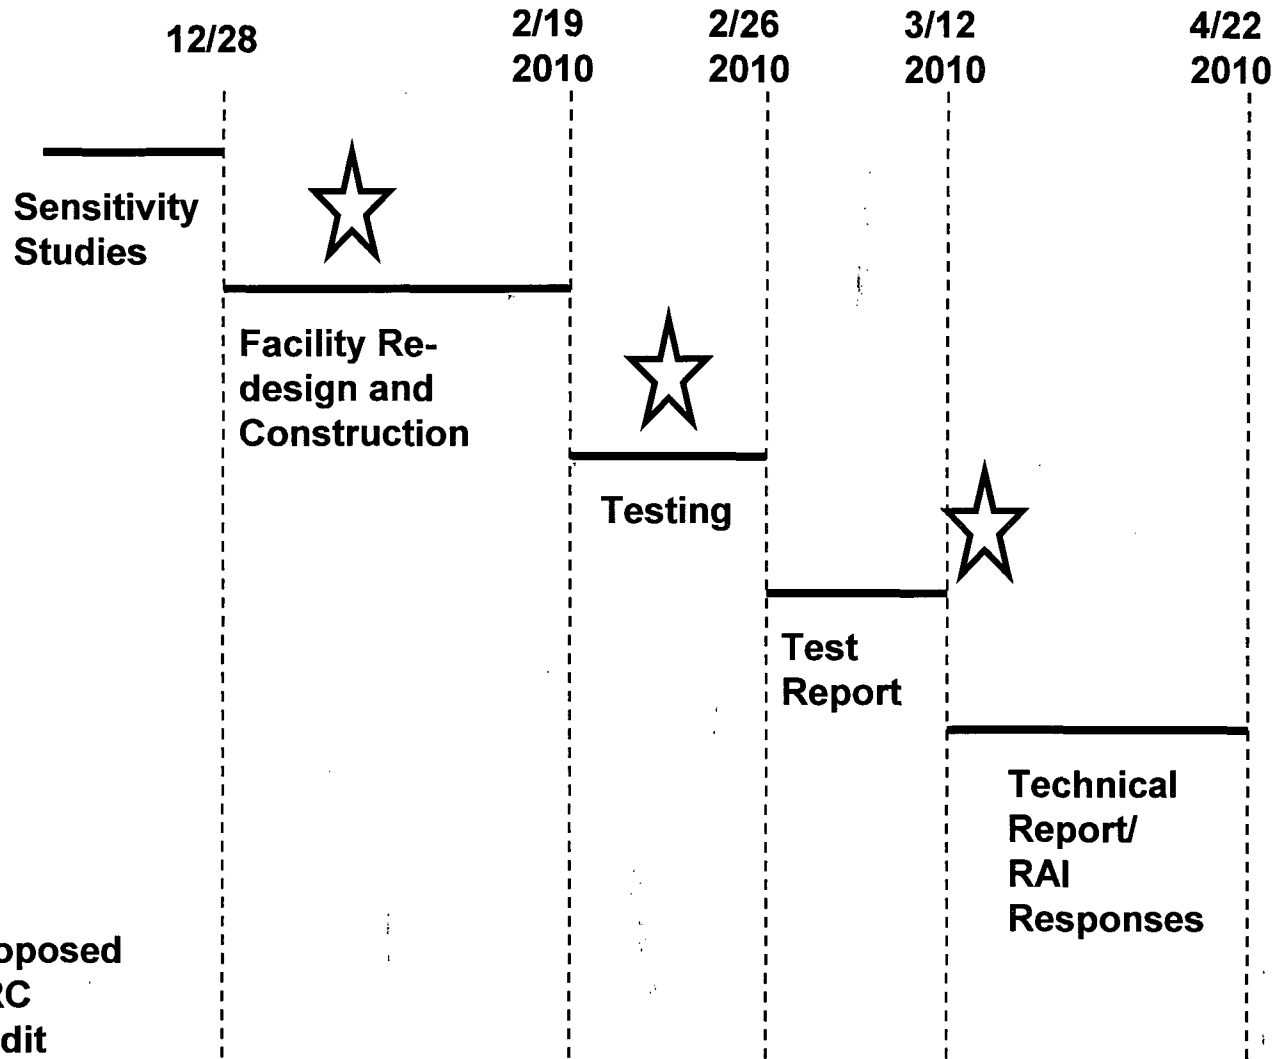 12/28
2/19
2010
2/26
2010
3/12
2010
4/22
2010
Sensitivity
Studies
Facility Re-
design and
Construction
Testing
Test
Report
Technical
Report/
RAI
Responses
oposed
RC
dit